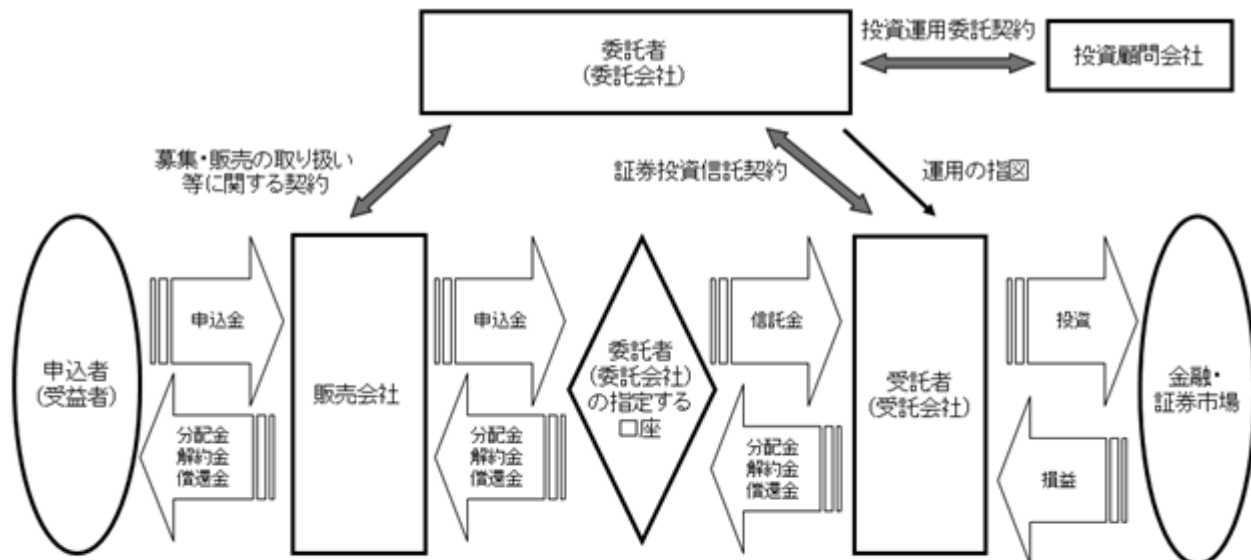 委託者
(委託会社)
投資運用委託契約
投資顧問会社
募集・販売の取り扱い
等に関する契約
証券投資信託契約
運用の指図
申込者
(受益者)
申込金
分配金
解約金
償還金
販売会社
申込金
分配金
解約金
償還金
委託者
(委託会社)
の指定する
口座
信託金
分配金
解約金
償還金
受託者
(受託会社)
投資
損益
金融・
証券市場